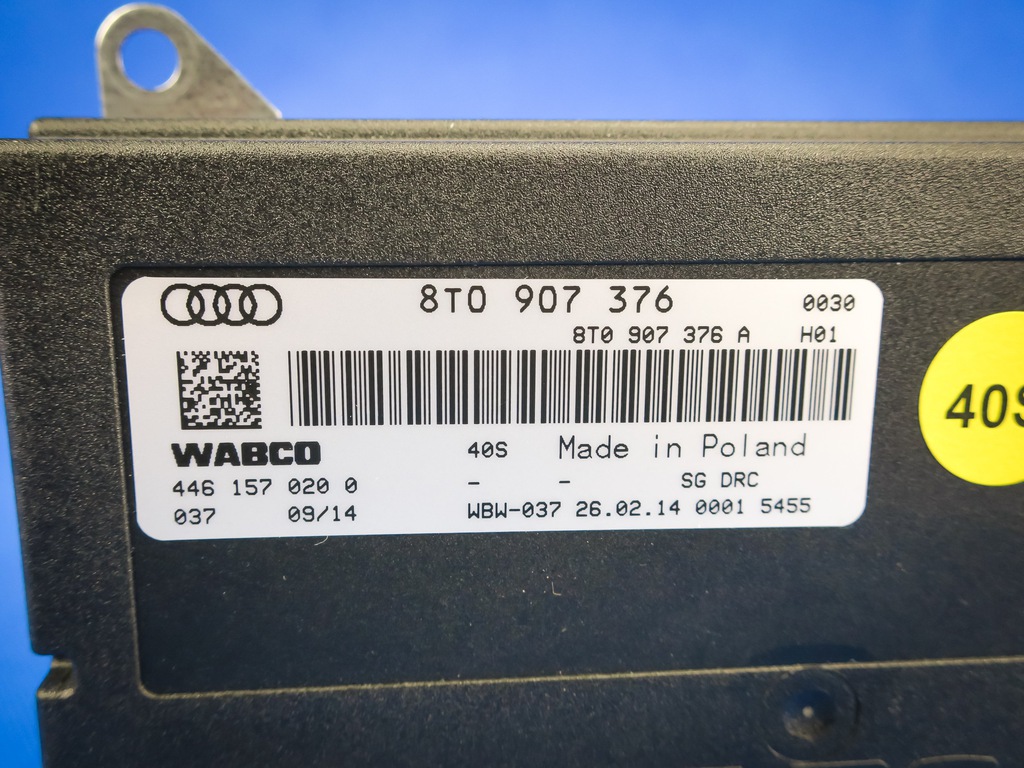 8T0 907 376 0030
8T0 907 376 A H01
WABCO 40S Made in Poland
446 157 020 0 - - SG DRC
037 09/14 WBW-037 26.02.14 0001 5455
40S